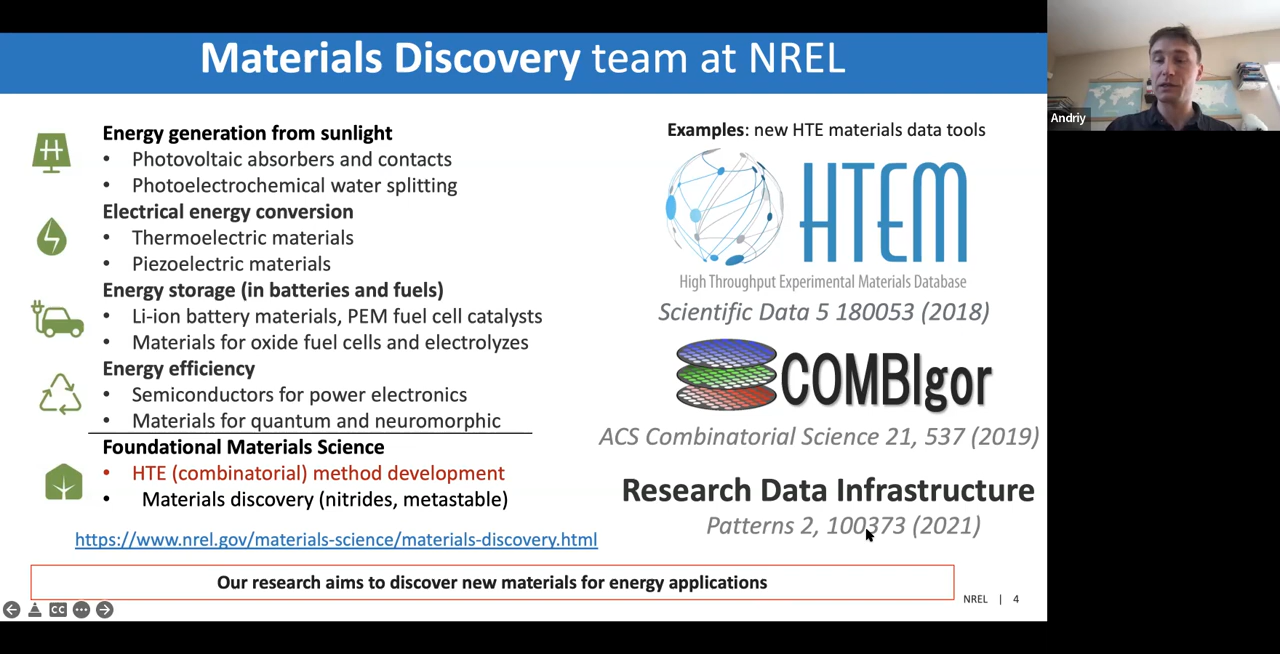 Materials Discovery team at NREL
Energy generation from sunlight
• Photovoltaic absorbers and contacts
• Photoelectrochemical water splitting
Electrical energy conversion
• Thermoelectric materials
• Piezoelectric materials
Energy storage (in batteries and fuels)
• Li-ion battery materials, PEM fuel cell catalysts
• Materials for oxide fuel cells and electrolyzes
Energy efficiency
• Semiconductors for power electronics
• Materials for quantum and neuromorphic
Foundational Materials Science
• HTE (combinatorial) method development
• Materials discovery (nitrides, metastable)
https://www.nrel.gov/materials-science/materials-discovery.html
Examples: new HTE materials data tools
HTEM
High Throughput Experimental Materials Database
Scientific Data 5 180053 (2018)
COMBIgor
ACS Combinatorial Science 21, 537 (2019)
Research Data Infrastructure
Patterns 2, 100373 (2021)
Our research aims to discover new materials for energy applications
NREL | 4
CC
Andriy